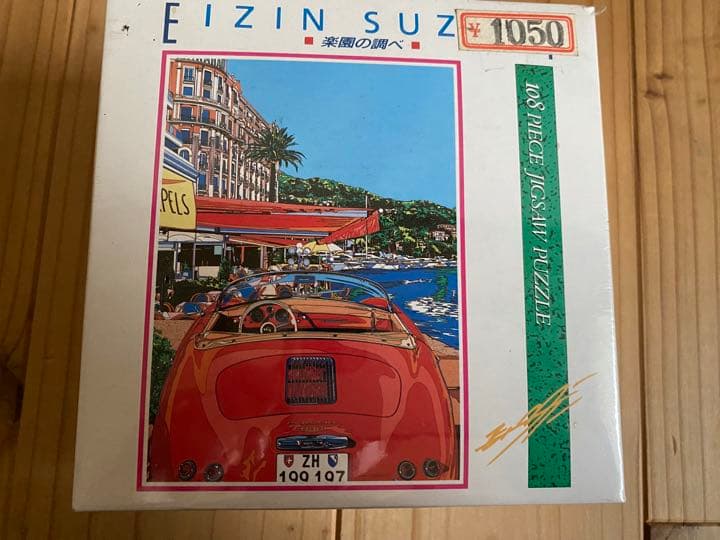 EIZIN SUZ
¥ 1050
■ 楽園の調べ ■
108 PIECE JIGSAW PUZZLE
PELS
ZH
199 197